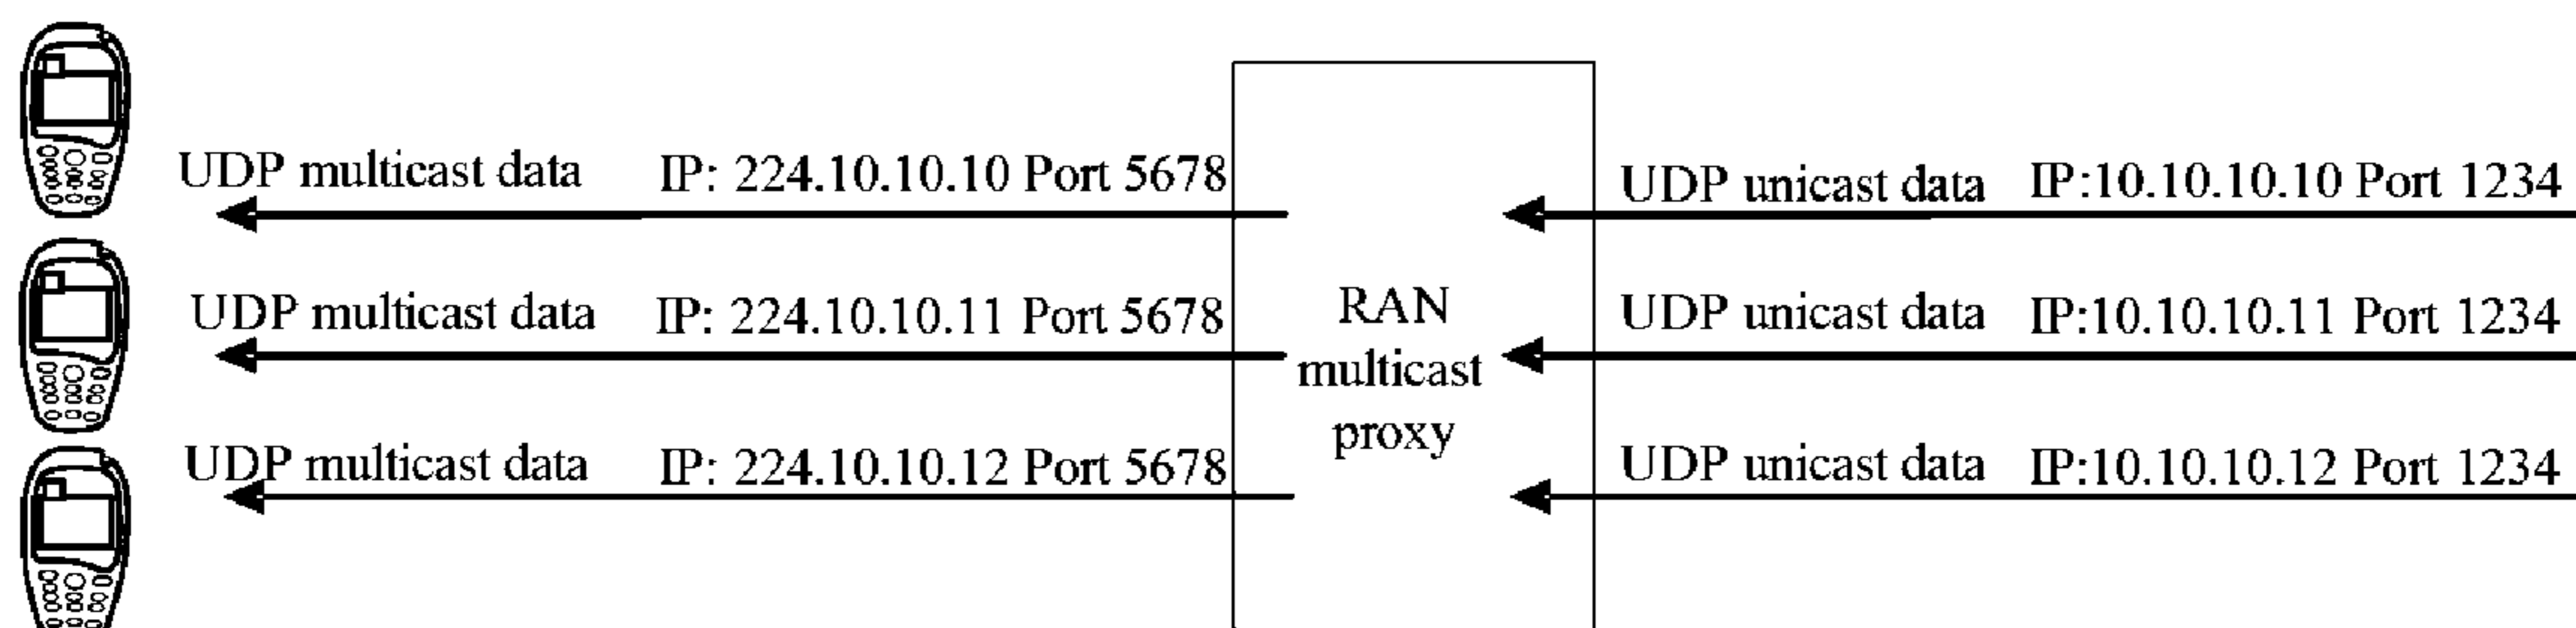 UDP multicast data IP: 224.10.10.10 Port 5678
UDP unicast data IP:10.10.10.10 Port 1234
UDP multicast data IP: 224.10.10.11 Port 5678
RAN
multicast
proxy
UDP unicast data IP:10.10.10.11 Port 1234
UDP multicast data IP: 224.10.10.12 Port 5678
UDP unicast data IP:10.10.10.12 Port 1234